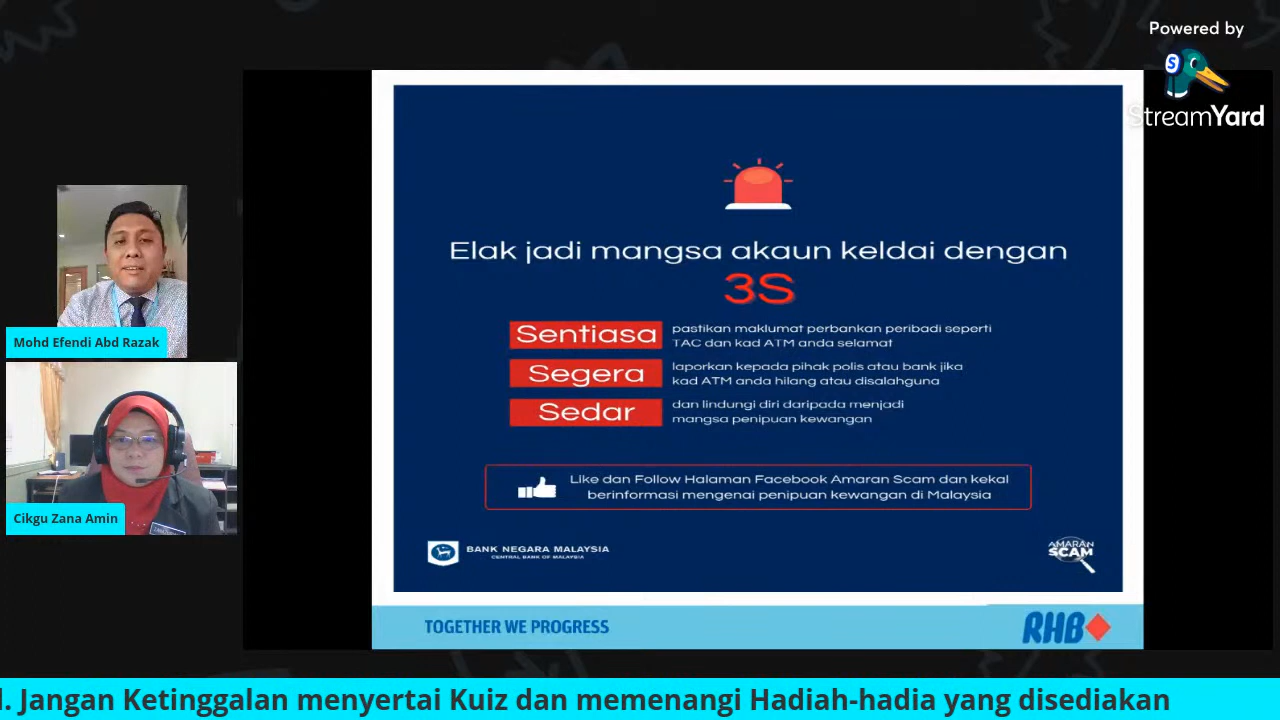 Powered by
StreamYard
Elak jadi mangsa akaun keldai dengan
3S
Sentiasa
pastikan maklumat perbankan peribadi seperti
TAC dan kad ATM anda selamat
Segera
laporkan kepada pihak polis atau bank jika
kad ATM anda hilang atau disalahguna
Sedar
dan lindungi diri daripada menjadi
mangsa penipuan kewangan
Like dan Follow Halaman Facebook Amaran Scam dan kekal
berinformasi mengenai penipuan kewangan di Malaysia
BANK NEGARA MALAYSIA
CENTRAL BANK OF MALAYSIA
AMARAN
SCAM
TOGETHER WE PROGRESS
RHB
Mohd Efendi Abd Razak
Cikgu Zana Amin
. Jangan Ketinggalan menyertai Kuiz dan memenangi Hadiah-hadia yang disediakan